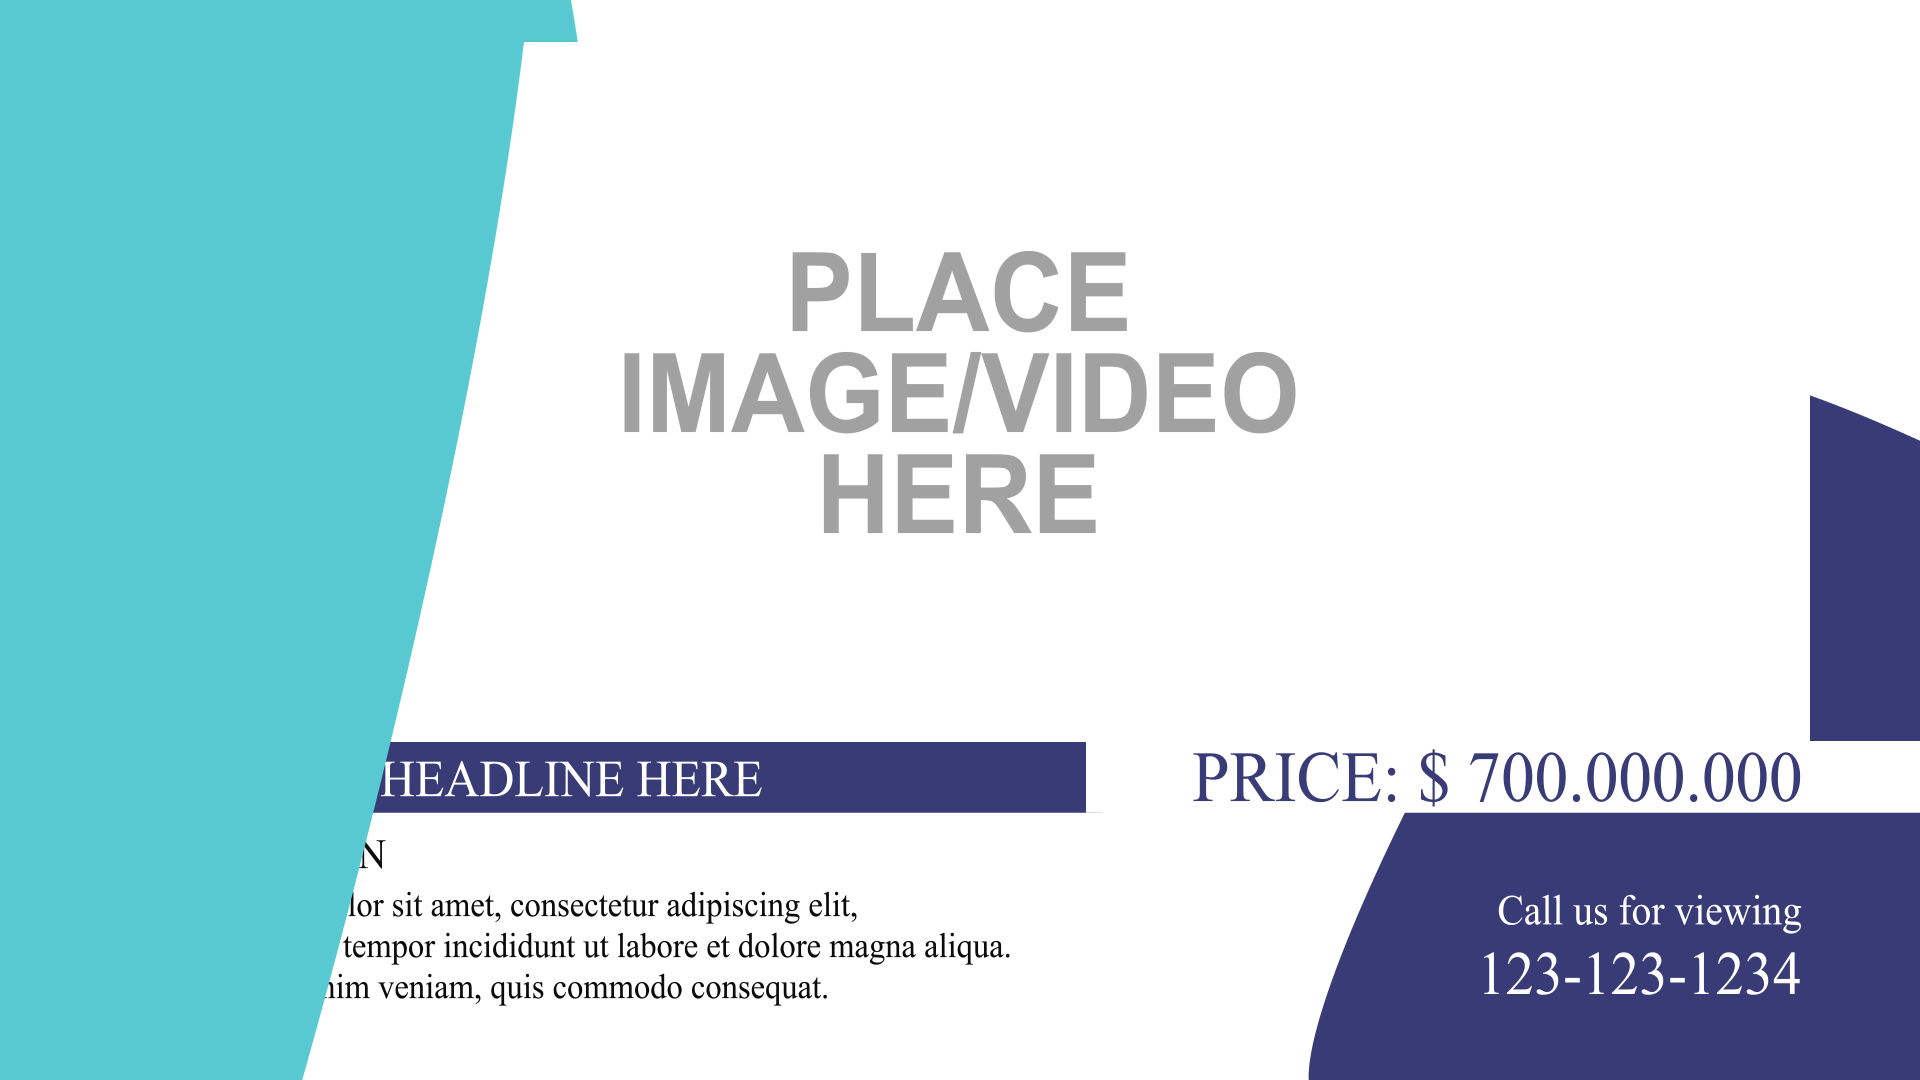 PLACE
IMAGE/VIDEO
HERE
HEADLINE HERE
PRICE: $ 700.000.000
N
lor sit amet, consectetur adipiscing elit,
tempor incididunt ut labore et dolore magna aliqua.
nim veniam, quis commodo consequat.
Call us for viewing
123-123-1234